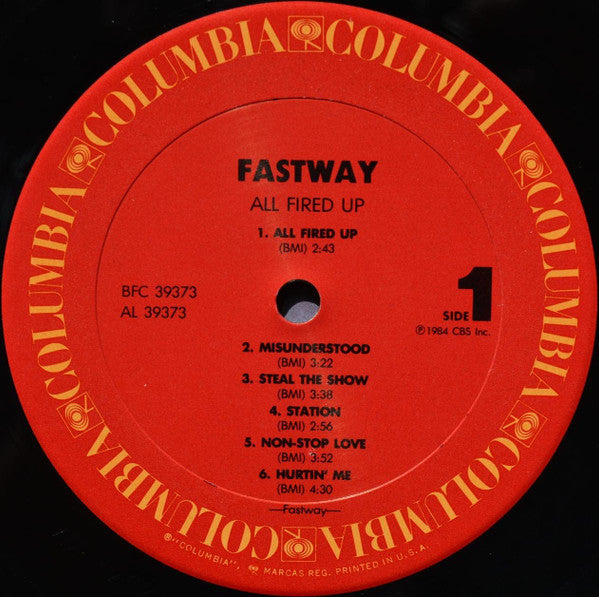 COLUMBIA COLUMBIA COLUMBIA COLUMBIA COLUMBIA COLUMBIA COLUMBIA
FASTWAY
ALL FIRED UP
1. ALL FIRED UP
(BMI) 2:43
BFC 39373
AL 39373
SIDE 1
℗1984 CBS Inc.
2. MISUNDERSTOOD
(BMI) 3:22
3. STEAL THE SHOW
(BMI) 3:38
4. STATION
(BMI) 2:56
5. NON-STOP LOVE
(BMI) 3:52
6. HURTIN' ME
(BMI) 4:30
—Fastway—
®"COLUMBIA", MARCAS REG. PRINTED IN U.S.A.